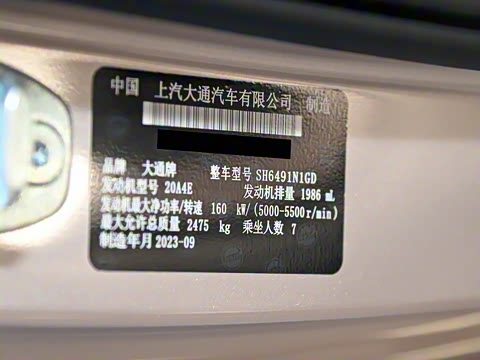 中国 上汽大通汽车有限公司 制造
品牌 大通牌 整车型号 SH6491N1GD
发动机型号 20A4E 发动机排量 1986 mL
发动机最大净功率/转速 160 kW/(5000-5500r/min)
最大允许总质量 2475 kg 乘坐人数 7
制造年月 2023-09